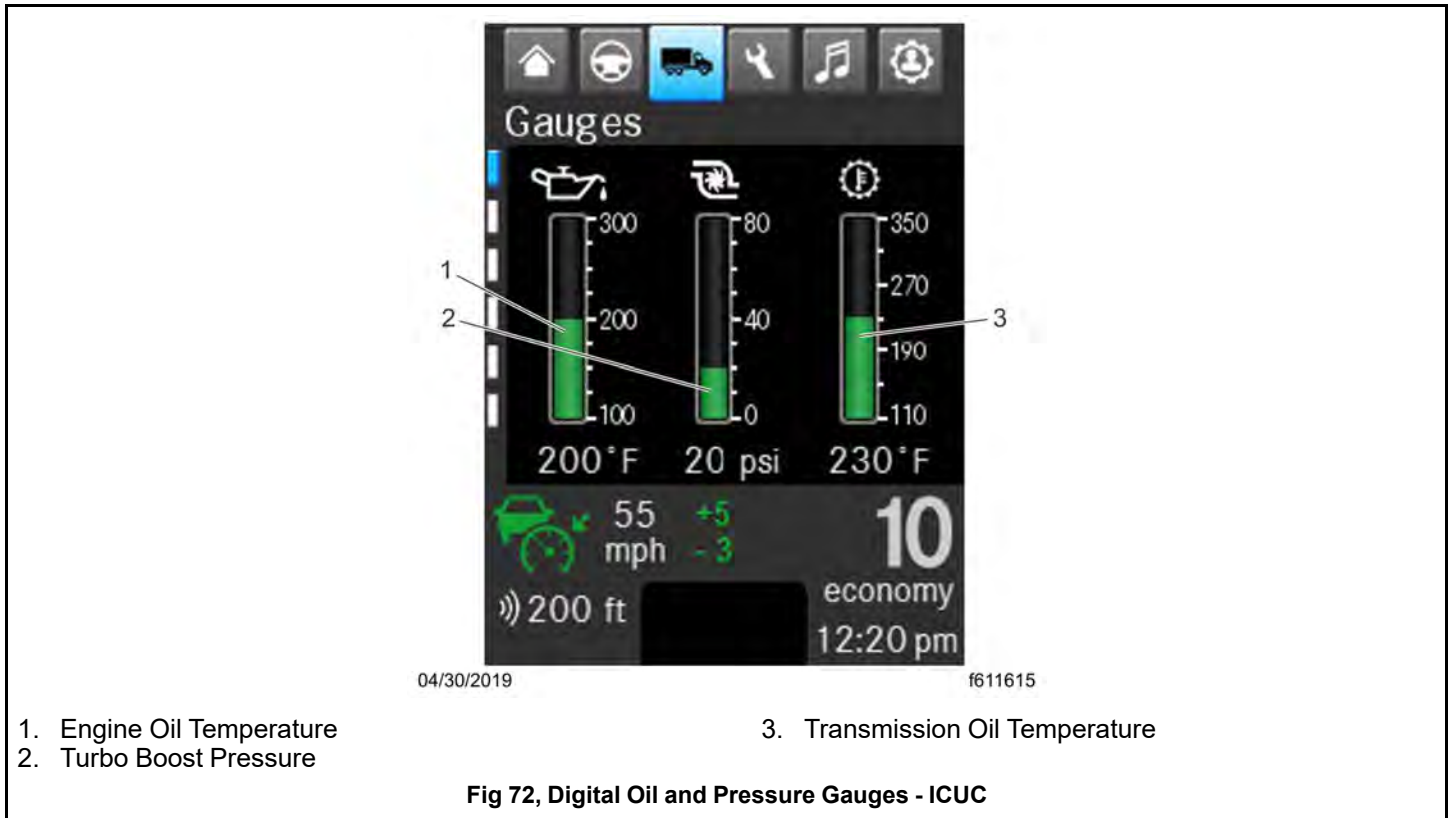 Gauges
300 80 350
270
1
2 200 40 3
190
100 0 110
200°F 20 psi 230°F
55 +5 10
mph - 3
economy
200 ft
12:20 pm
04/30/2019 f611615
1. Engine Oil Temperature 3. Transmission Oil Temperature
2. Turbo Boost Pressure
Fig 72, Digital Oil and Pressure Gauges - ICUC